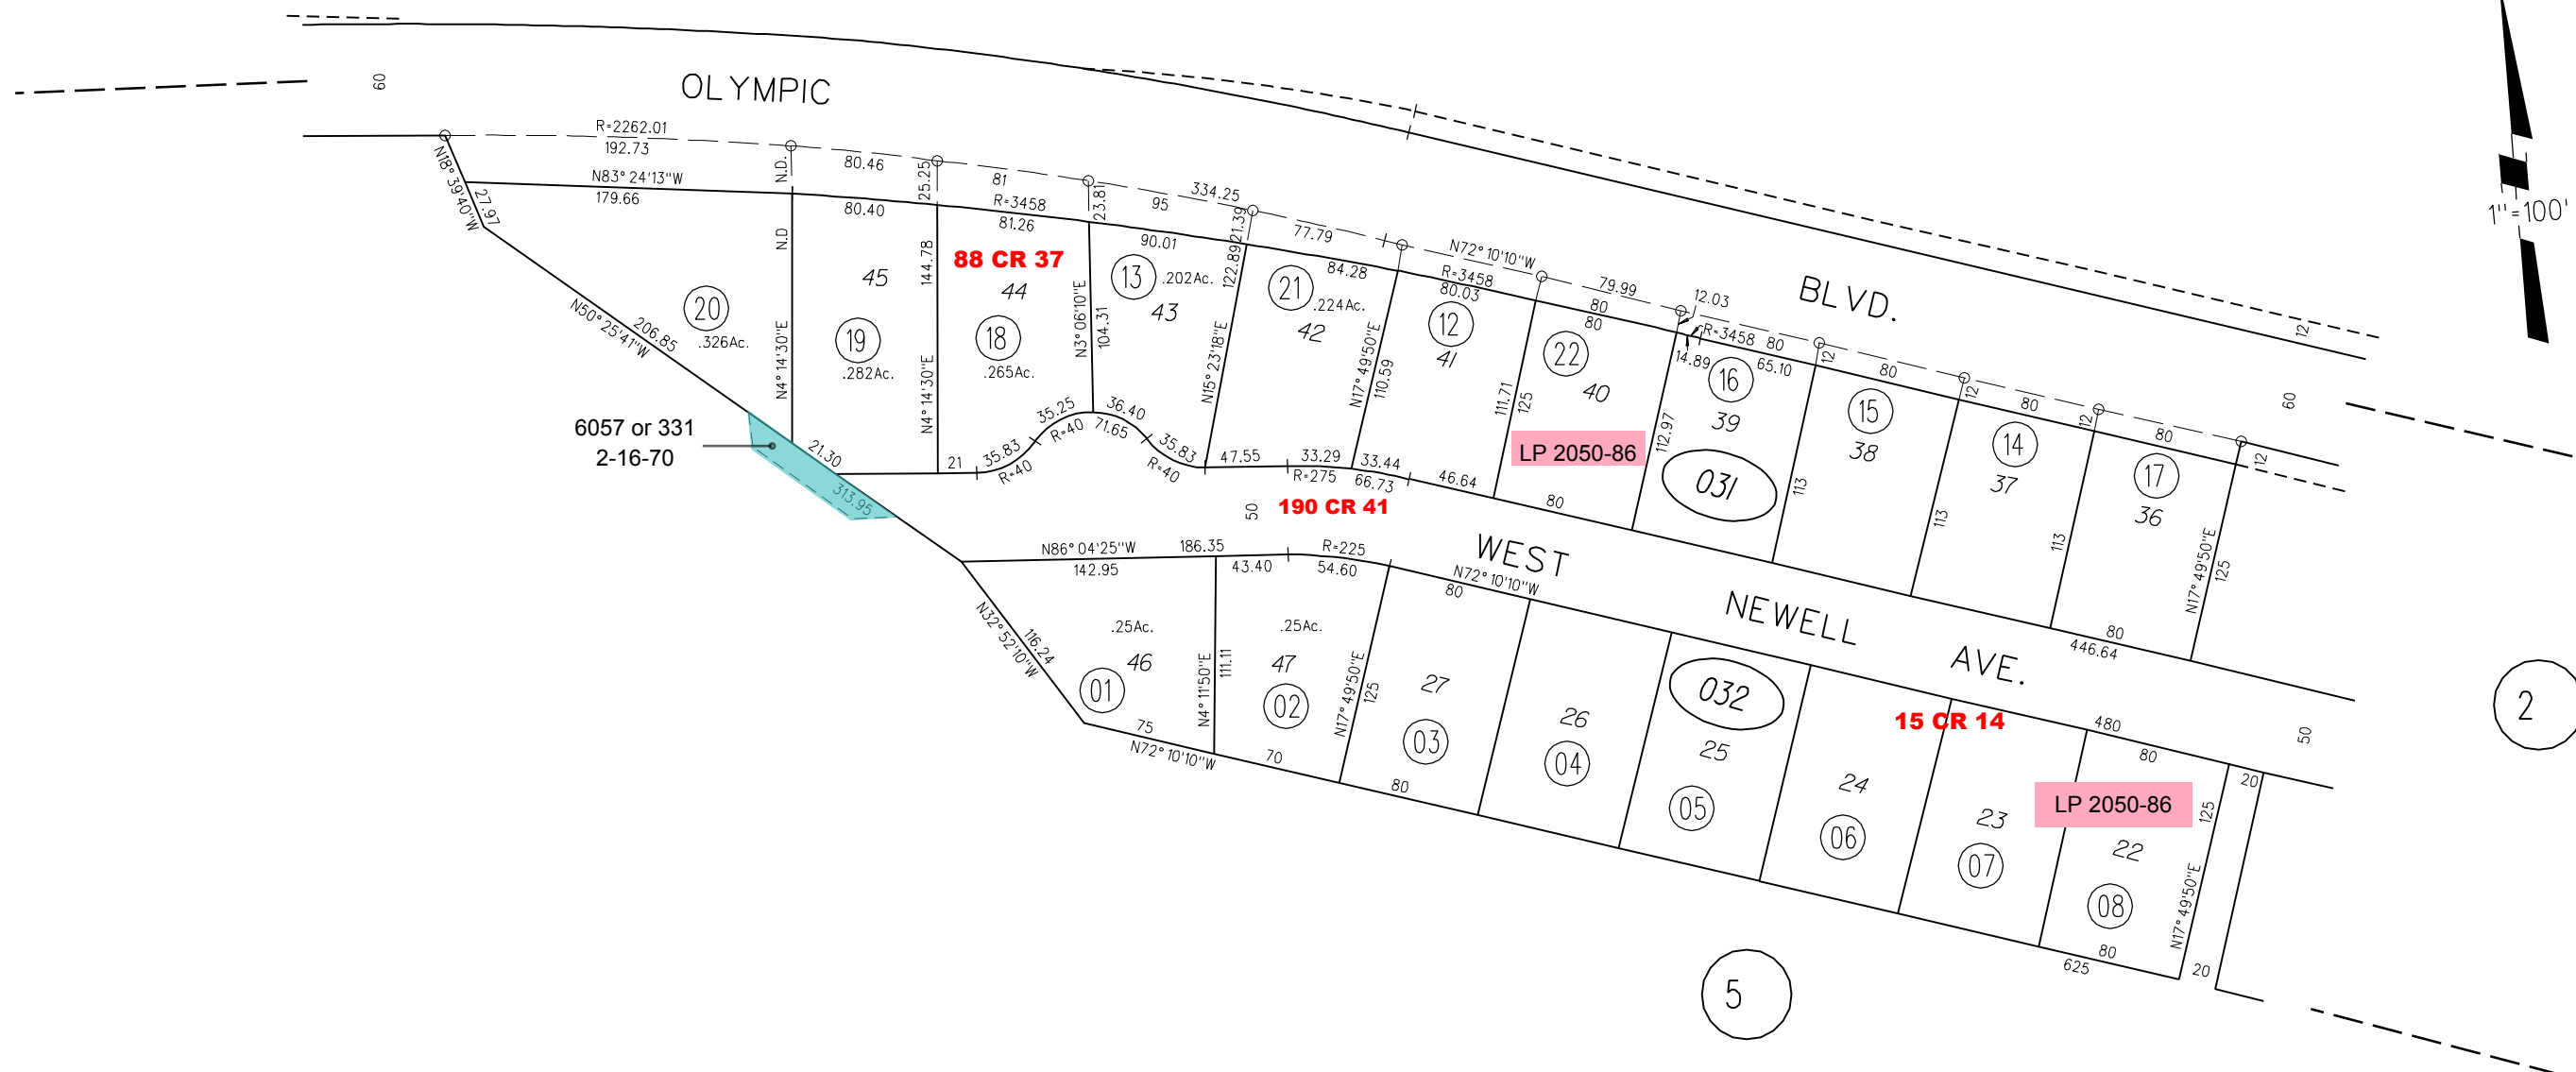 OLYMPIC
60
R=2262.01
192.73
N18° 39'40"W
27.97
N83° 24'13"W
179.66
N.D.
80.46
25.25
81
R=3458
81.26
23.81
334.25
95
21.39
77.79
N72° 10'10"W
79.99
12.03
BLVD.
1"=100'
12
80.40
N.D
144.78
88 CR 37
90.01
122.89
84.28
R=3458
80.03
80
80
R=3458
80
14.89
65.10
12
80
12
80
12
80
12
60
45
44
13
.202Ac.
43
21
.224Ac.
42
12
41
22
40
16
39
15
38
14
37
17
36
N50° 25'41"W
206.85
20
.326Ac.
N4° 14'30"E
19
.282Ac.
N4° 14'30"E
18
.265Ac.
N3° 06'10"E
104.31
N15° 23'18"E
N17° 49'50"E
110.59
111.71
125
LP 2050-86
112.97
031
113
113
113
N17° 49'50"E
125
6057 or 331
2-16-70
21.30
313.95
21
35.83
R=40
35.25
R=40
36.40
71.65
35.83
R=40
47.55
33.29
R=275
33.44
66.73
46.64
80
50
190 CR 41
WEST
NEWELL
AVE.
80
446.64
N86° 04'25"W
186.35
142.95
43.40
R=225
54.60
N72° 10'10"W
80
N32° 52'10"W
116.24
.25Ac.
46
01
N4° 11'50"E
111.11
.25Ac.
47
02
N17° 49'50"E
125
27
03
26
04
032
25
05
24
06
15 CR 14
23
07
480
80
LP 2050-86
22
08
N17° 49'50"E
125
20
50
2
75
N72° 10'10"W
70
80
80
625
20
5